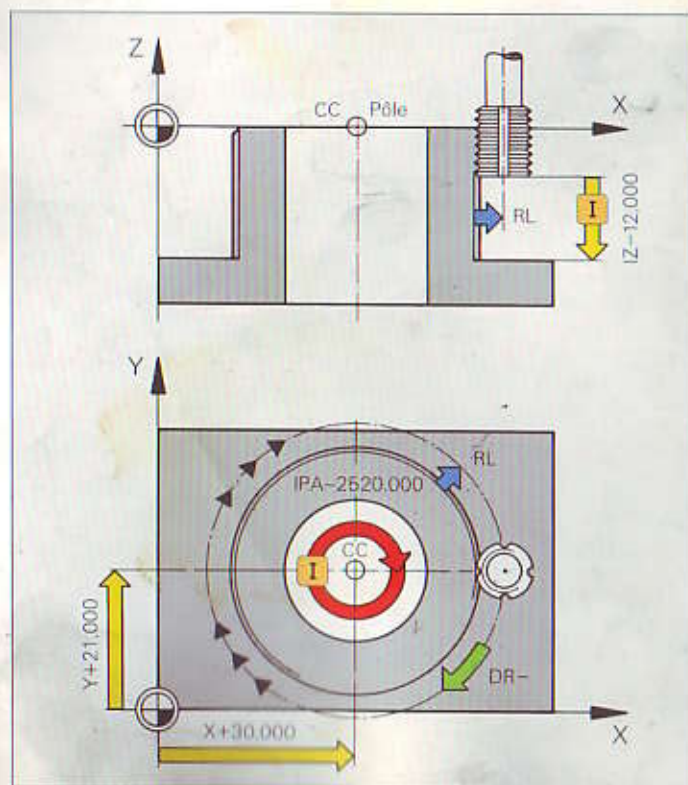 Z
CC Pôle
X
RL
I
IZ–12.000
Y
RL
IPA–2520.000
CC
I
Y+21.000
DR–
X+30.000
X